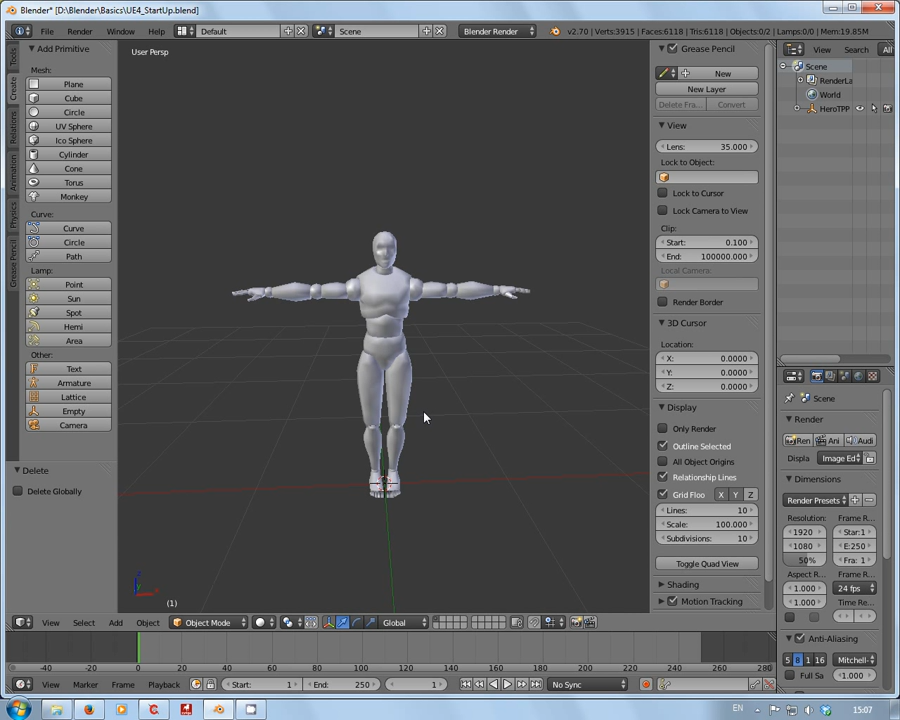 Blender* [D:\Blender\Basics\UE4_StartUp.blend]
File Render Window Help Default Scene Blender Render v2.70 | Verts:3915 | Faces:6118 | Tris:6118 | Objects:0/2 | Lamps:0/0 | Mem:19.85M
Tools
Create
Relations
Animation
Physics
Grease Pencil
Add Primitive
Mesh:
Plane
Cube
Circle
UV Sphere
Ico Sphere
Cylinder
Cone
Torus
Monkey
Curve:
Curve
Circle
Path
Lamp:
Point
Sun
Spot
Hemi
Area
Other:
Text
Armature
Lattice
Empty
Camera
Delete
Delete Globally
User Persp
(1)
Grease Pencil
New
New Layer
Delete Fra... Convert
View
Lens: 35.000
Lock to Object:
Lock to Cursor
Lock Camera to View
Clip:
Start: 0.100
End: 100000.000
Local Camera:
Render Border
3D Cursor
Location:
X: 0.0000
Y: 0.0000
Z: 0.0000
Display
Only Render
Outline Selected
All Object Origins
Relationship Lines
Grid Floo X Y Z
Lines: 10
Scale: 100.000
Subdivisions: 10
Toggle Quad View
Shading
Motion Tracking
View Search All
Scene
RenderLa
World
HeroTPP
Scene
Render
Ren Ani Audi
Displa Image Ed
Dimensions
Render Presets
Resolution: Frame R...
1920 Star:1
1080 E:250
50% Fra: 1
Aspect R... Frame R...
1.000 24 fps
1.000 Time Re...
Anti-Aliasing
5 8 11 16 Mitchell-
Full Sa 1.000
View Select Add Object Object Mode Global
-40 -20 0 20 40 60 80 100 120 140 160 180 200 220 240 260 280
View Marker Frame Playback Start: 1 End: 250 1 No Sync
EN 15:07